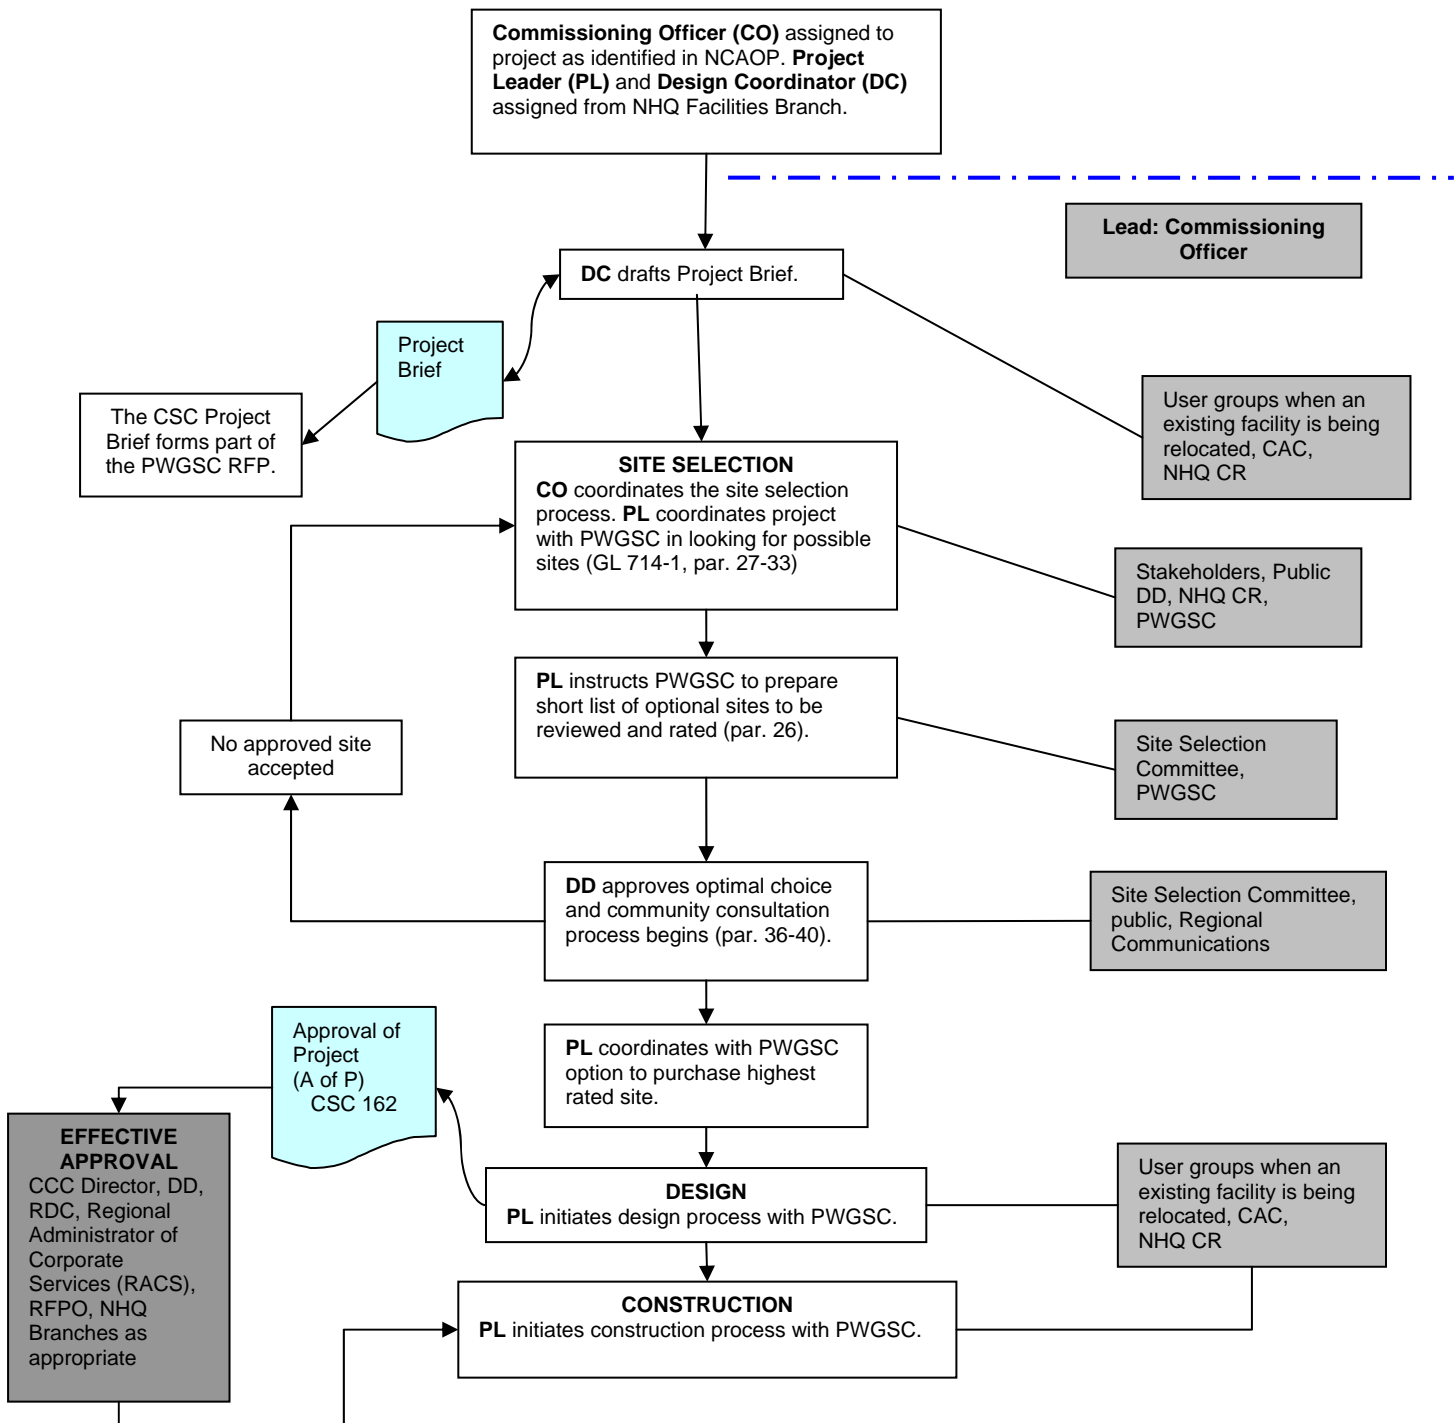 Commissioning Officer (CO) assigned to
project as identified in NCAOP. Project
Leader (PL) and Design Coordinator (DC)
assigned from NHQ Facilities Branch.
Lead: Commissioning
Officer
DC drafts Project Brief.
Project
Brief
The CSC Project
Brief forms part of
the PWGSC RFP.
User groups when an
existing facility is being
relocated, CAC,
NHQ CR
SITE SELECTION
CO coordinates the site selection
process. PL coordinates project
with PWGSC in looking for possible
sites (GL 714-1, par. 27-33)
Stakeholders, Public
DD, NHQ CR,
PWGSC
PL instructs PWGSC to prepare
short list of optional sites to be
reviewed and rated (par. 26).
No approved site
accepted
Site Selection
Committee,
PWGSC
DD approves optimal choice
and community consultation
process begins (par. 36-40).
Site Selection Committee,
public, Regional
Communications
Approval of
Project
(A of P)
CSC 162
PL coordinates with PWGSC
option to purchase highest
rated site.
EFFECTIVE
APPROVAL
CCC Director, DD,
RDC, Regional
Administrator of
Corporate
Services (RACS),
RFPO, NHQ
Branches as
appropriate
DESIGN
PL initiates design process with PWGSC.
User groups when an
existing facility is being
relocated, CAC,
NHQ CR
CONSTRUCTION
PL initiates construction process with PWGSC.